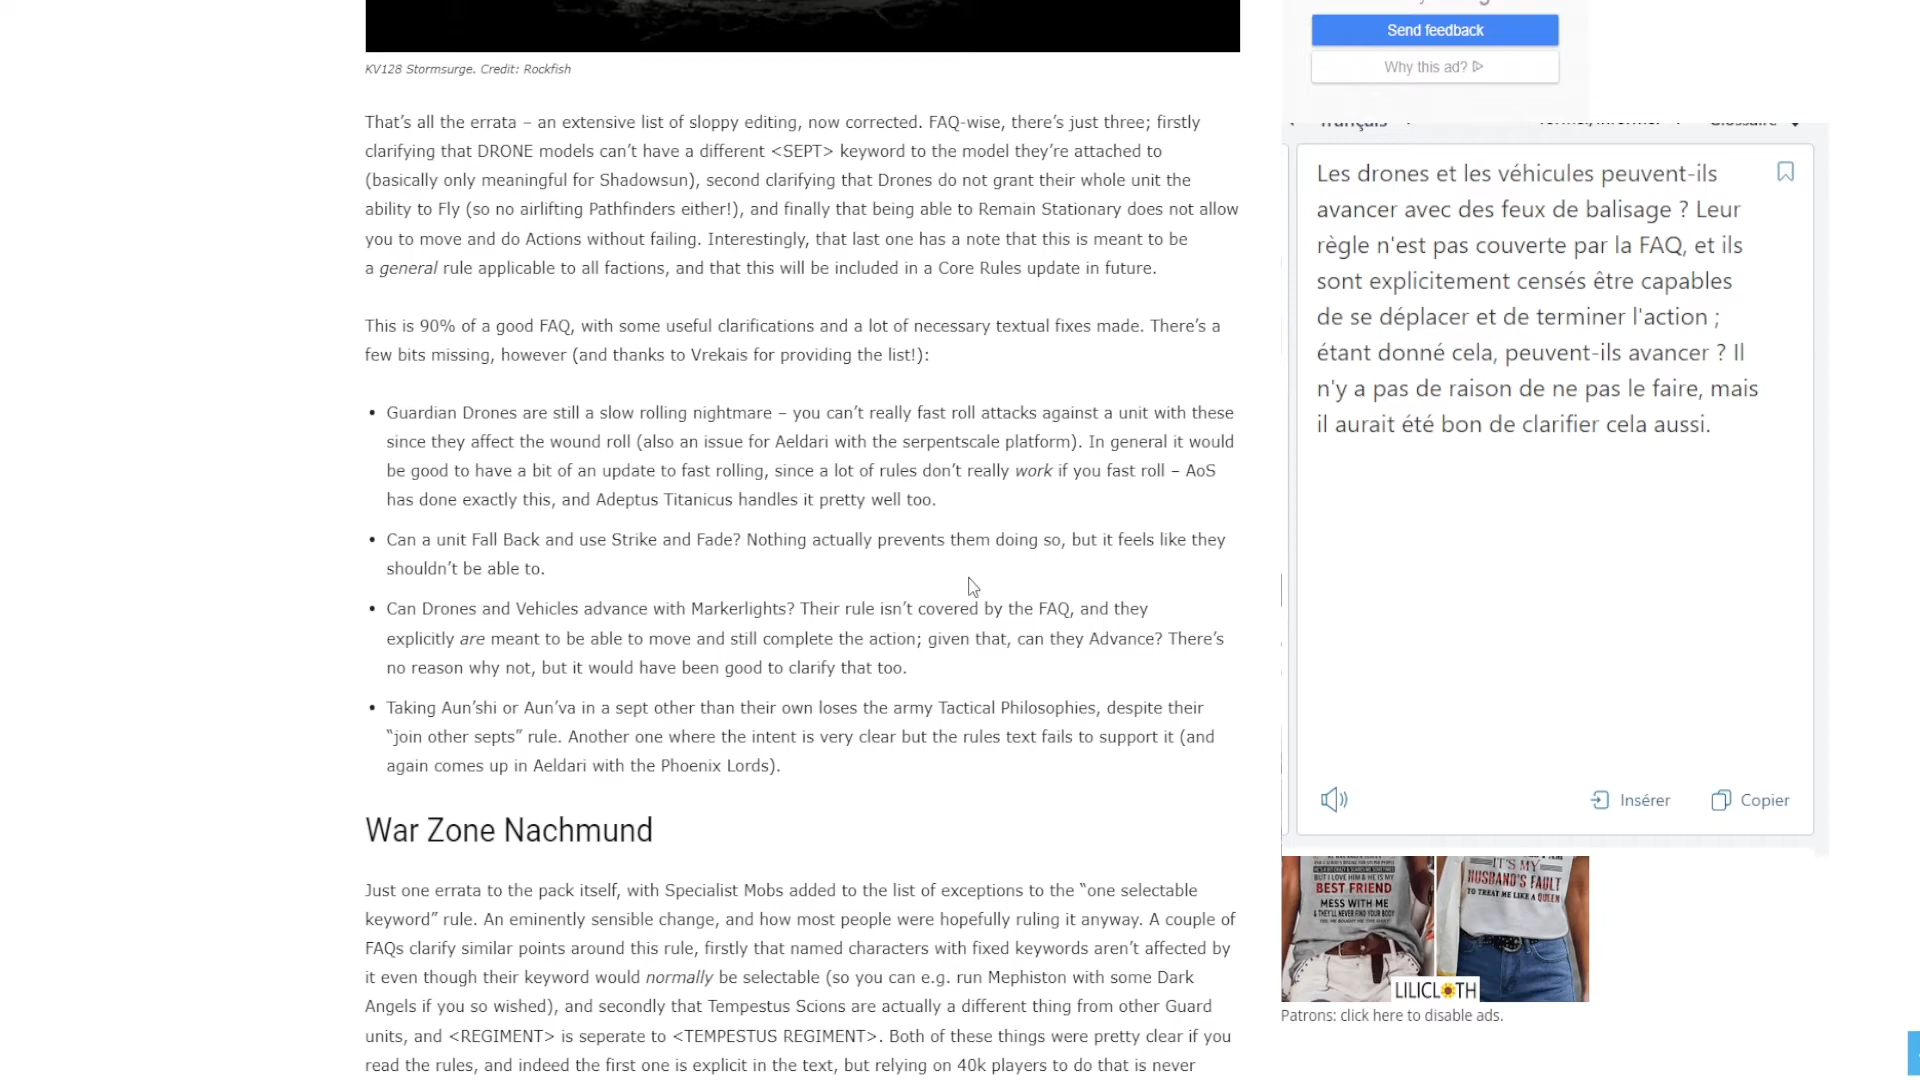 KV128 Stormsurge. Credit: Rockfish
That’s all the errata – an extensive list of sloppy editing, now corrected. FAQ-wise, there’s just three; firstly
clarifying that DRONE models can’t have a different <SEPT> keyword to the model they’re attached to
(basically only meaningful for Shadowsun), second clarifying that Drones do not grant their whole unit the
ability to Fly (so no airlifting Pathfinders either!), and finally that being able to Remain Stationary does not allow
you to move and do Actions without failing. Interestingly, that last one has a note that this is meant to be
a general rule applicable to all factions, and that this will be included in a Core Rules update in future.
This is 90% of a good FAQ, with some useful clarifications and a lot of necessary textual fixes made. There’s a
few bits missing, however (and thanks to Vrekais for providing the list!):
• Guardian Drones are still a slow rolling nightmare – you can’t really fast roll attacks against a unit with these
since they affect the wound roll (also an issue for Aeldari with the serpentscale platform). In general it would
be good to have a bit of an update to fast rolling, since a lot of rules don’t really work if you fast roll – AoS
has done exactly this, and Adeptus Titanicus handles it pretty well too.
• Can a unit Fall Back and use Strike and Fade? Nothing actually prevents them doing so, but it feels like they
shouldn’t be able to.
• Can Drones and Vehicles advance with Markerlights? Their rule isn’t covered by the FAQ, and they
explicitly are meant to be able to move and still complete the action; given that, can they Advance? There’s
no reason why not, but it would have been good to clarify that too.
• Taking Aun’shi or Aun’va in a sept other than their own loses the army Tactical Philosophies, despite their
“join other septs” rule. Another one where the intent is very clear but the rules text fails to support it (and
again comes up in Aeldari with the Phoenix Lords).
War Zone Nachmund
Just one errata to the pack itself, with Specialist Mobs added to the list of exceptions to the “one selectable
keyword” rule. An eminently sensible change, and how most people were hopefully ruling it anyway. A couple of
FAQs clarify similar points around this rule, firstly that named characters with fixed keywords aren’t affected by
it even though their keyword would normally be selectable (so you can e.g. run Mephiston with some Dark
Angels if you so wished), and secondly that Tempestus Scions are actually a different thing from other Guard
units, and <REGIMENT> is seperate to <TEMPESTUS REGIMENT>. Both of these things were pretty clear if you
read the rules, and indeed the first one is explicit in the text, but relying on 40k players to do that is never
Send feedback
Why this ad?
français
Glossaire
Les drones et les véhicules peuvent-ils
avancer avec des feux de balisage ? Leur
règle n'est pas couverte par la FAQ, et ils
sont explicitement censés être capables
de se déplacer et de terminer l'action ;
étant donné cela, peuvent-ils avancer ? Il
n'y a pas de raison de ne pas le faire, mais
il aurait été bon de clarifier cela aussi.
Insérer
Copier
BUT I LOVE HIM & HE IS MY
BEST FRIEND
MESS WITH ME
& THEY'LL NEVER FIND YOUR BODY
IT'S MY
HUSBAND'S FAULT
TO TREAT ME LIKE A QUEEN
LILICLOTH
Patrons: click here to disable ads.